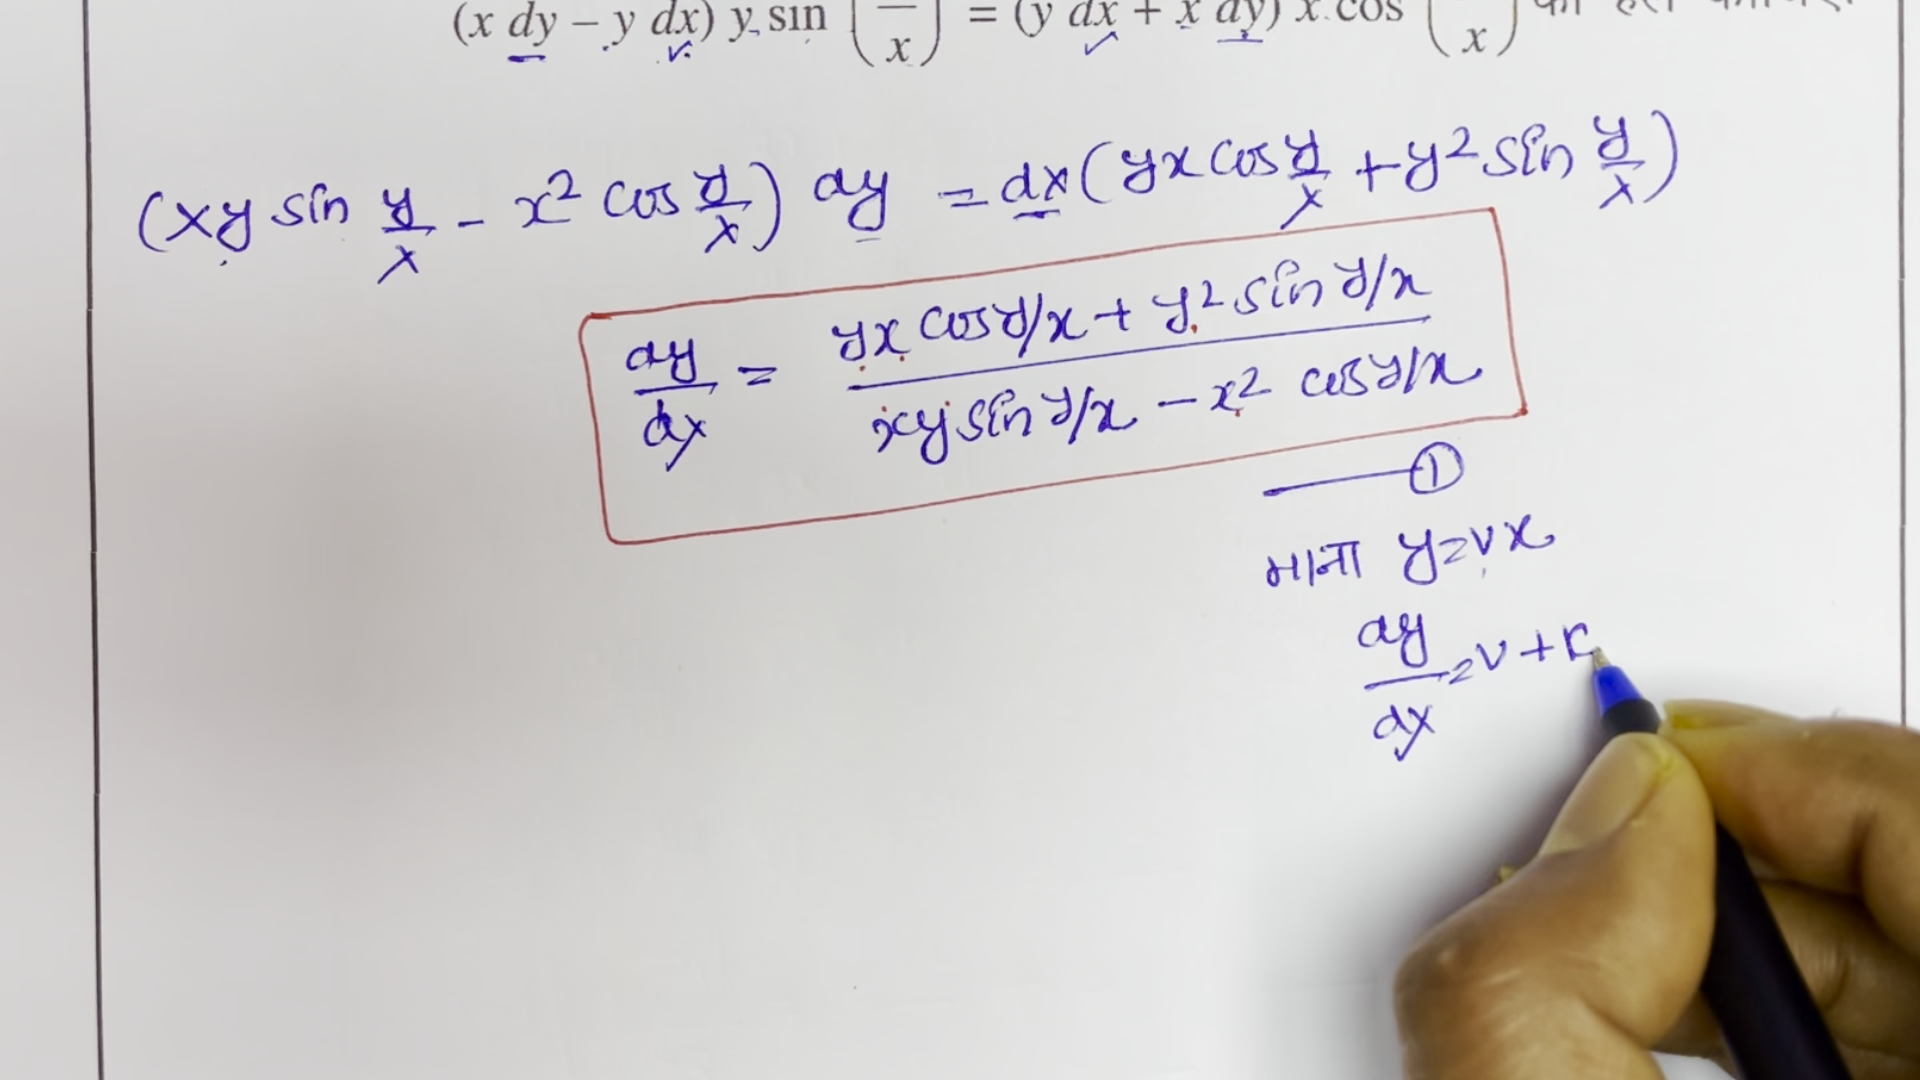 (x dy – y dx) y sin ( / x ) = (y dx + x dy) x cos ( / x )
(xy sin y/x - x² cos y/x) dy = dx (yx cos y/x + y² sin y/x)
dy/dx = yx cos y/x + y² sin y/x / xy sin y/x - x² cos y/x
①
माना y=vx
dy/dx = v +